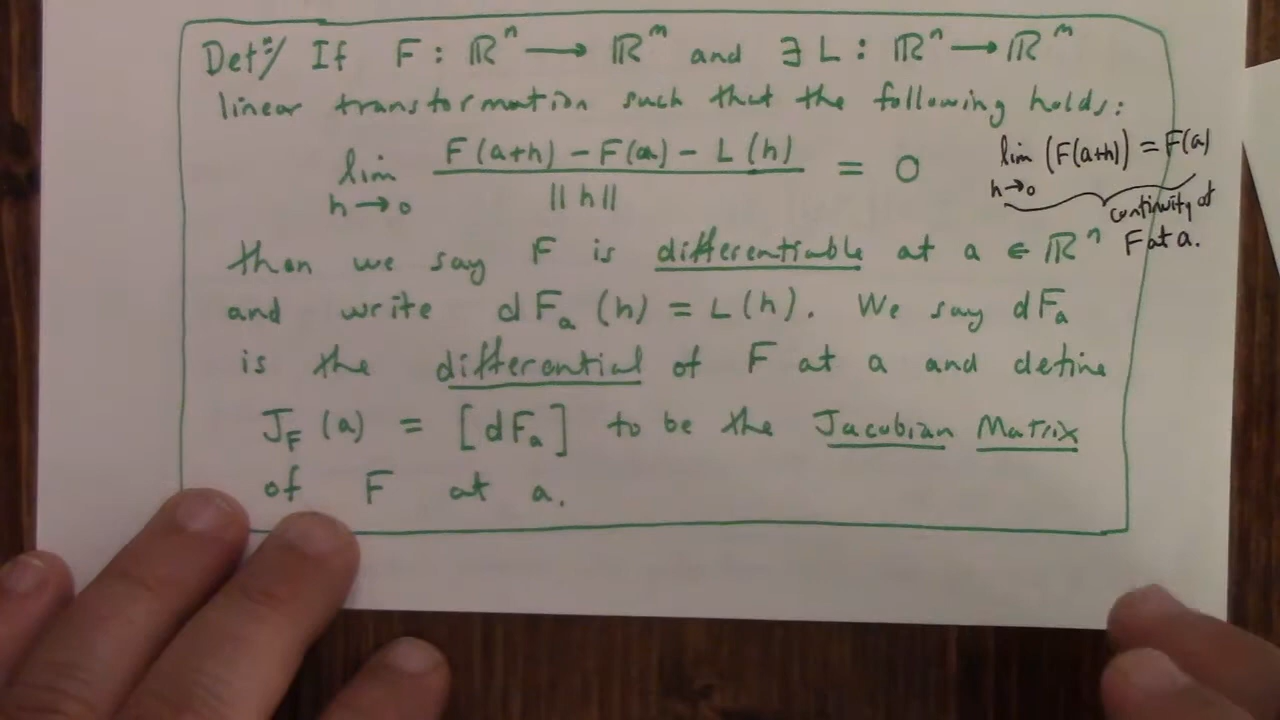 Defⁿ/ If F : ℝⁿ → ℝᵐ and ∃ L : ℝⁿ → ℝᵐ
linear transformation such that the following holds:
lim h→0 (F(a+h) − F(a) − L(h)) / ||h|| = 0
lim h→0 (F(a+h)) = F(a)
continuity of
F at a.
then we say F is differentiable at a ∈ ℝⁿ
and write dFₐ(h) = L(h). We say dFₐ
is the differential of F at a and define
J_F(a) = [dFₐ] to be the Jacobian Matrix
of F at a.